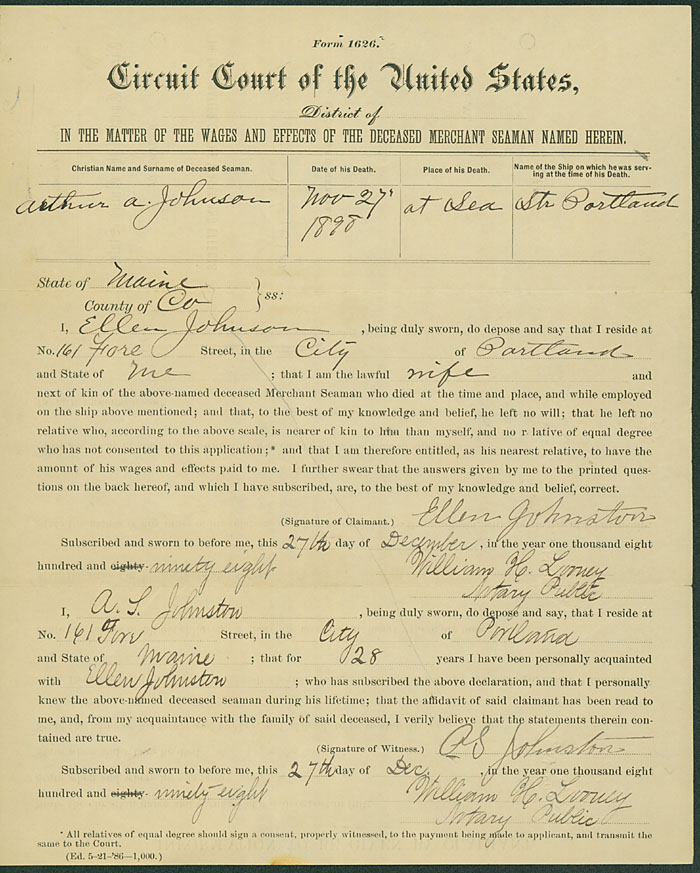 Form 1626.
Circuit Court of the United States,
District of
IN THE MATTER OF THE WAGES AND EFFECTS OF THE DECEASED MERCHANT SEAMAN NAMED HEREIN.
Christian Name and Surname of Deceased Seaman. Date of his Death. Place of his Death. Name of the Ship on which he was serv-
ing at the time of his Death.
Arthur A. Johnson Nov 27, at Sea Str Portland
1898
State of Maine
County of Co } ss:
I, Ellen Johnson, being duly sworn, do depose and say that I reside at
No. 161 Fore Street, in the City of Portland
and State of Me ; that I am the lawful wife and
next of kin of the above-named deceased Merchant Seaman who died at the time and place, and while employed
on the ship above mentioned; and that, to the best of my knowledge and belief, he left no will; that he left no
relative who, according to the above scale, is nearer of kin to him than myself, and no r lative of equal degree
who has not consented to this application;* and that I am therefore entitled, as his nearest relative, to have the
amount of his wages and effects paid to me. I further swear that the answers given by me to the printed ques-
tions on the back hereof, and which I have subscribed, are, to the best of my knowledge and belief, correct.
(Signature of Claimant.) Ellen Johnston
Subscribed and sworn to before me, this 27th day of December, in the year one thousand eight
hundred and eighty- ninety eight William H. Looney
Notary Public
I, A. S. Johnston, being duly sworn, do depose and say, that I reside at
No. 161 Fore Street, in the City of Portland
and State of Maine ; that for 28 years I have been personally acquainted
with Ellen Johnston ; who has subscribed the above declaration, and that I personally
knew the above-named deceased seaman during his lifetime; that the affidavit of said claimant has been read to
me, and, from my acquaintance with the family of said deceased, I verily believe that the statements therein con-
tained are true.
(Signature of Witness.) Johnston
Subscribed and sworn to before me, this 27th day of Dec, in the year one thousand eight
hundred and eighty- ninety eight William H. Looney
Notary Public
* All relatives of equal degree should sign a consent, properly witnessed, to the payment being made to applicant, and transmit the
same to the Court.
(Ed. 5-21-'86-1,000.)